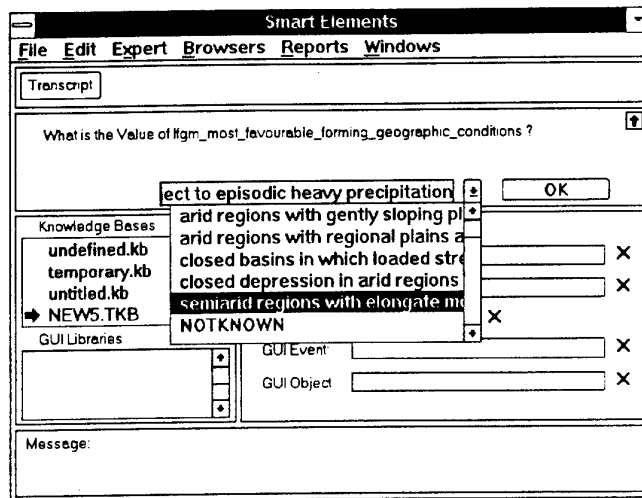 Smart Elements
File Edit Expert Browsers Reports Windows
Transcript
What is the Value of lfgm_most_favourable_forming_geographic_conditions ?
ect to episodic heavy precipitation
OK
arid regions with gently sloping pl
arid regions with regional plains a
closed basins in which loaded stre
closed depression in arid regions
semiarid regions with elongate mo
NOTKNOWN
Knowledge Bases
undefined.kb
temporary.kb
untitled.kb
NEW5.TKB
GUI Libraries
GUI Event
GUI Object
Message: